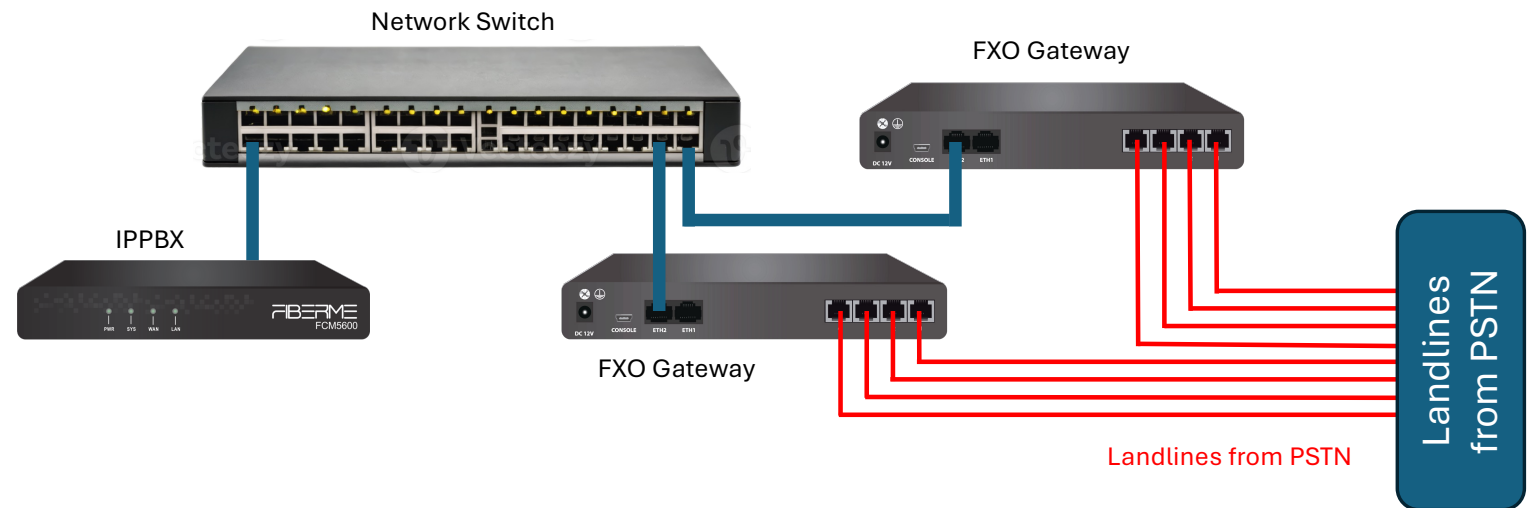 Network Switch
FXO Gateway
DC 12V
CONSOLE
ETH1
IPPBX
FIBERME
FCM5600
PWR
SYS
WAN
LAN
DC 12V
CONSOLE
ETH2
ETH1
FXO Gateway
Landlines
from PSTN
Landlines from PSTN